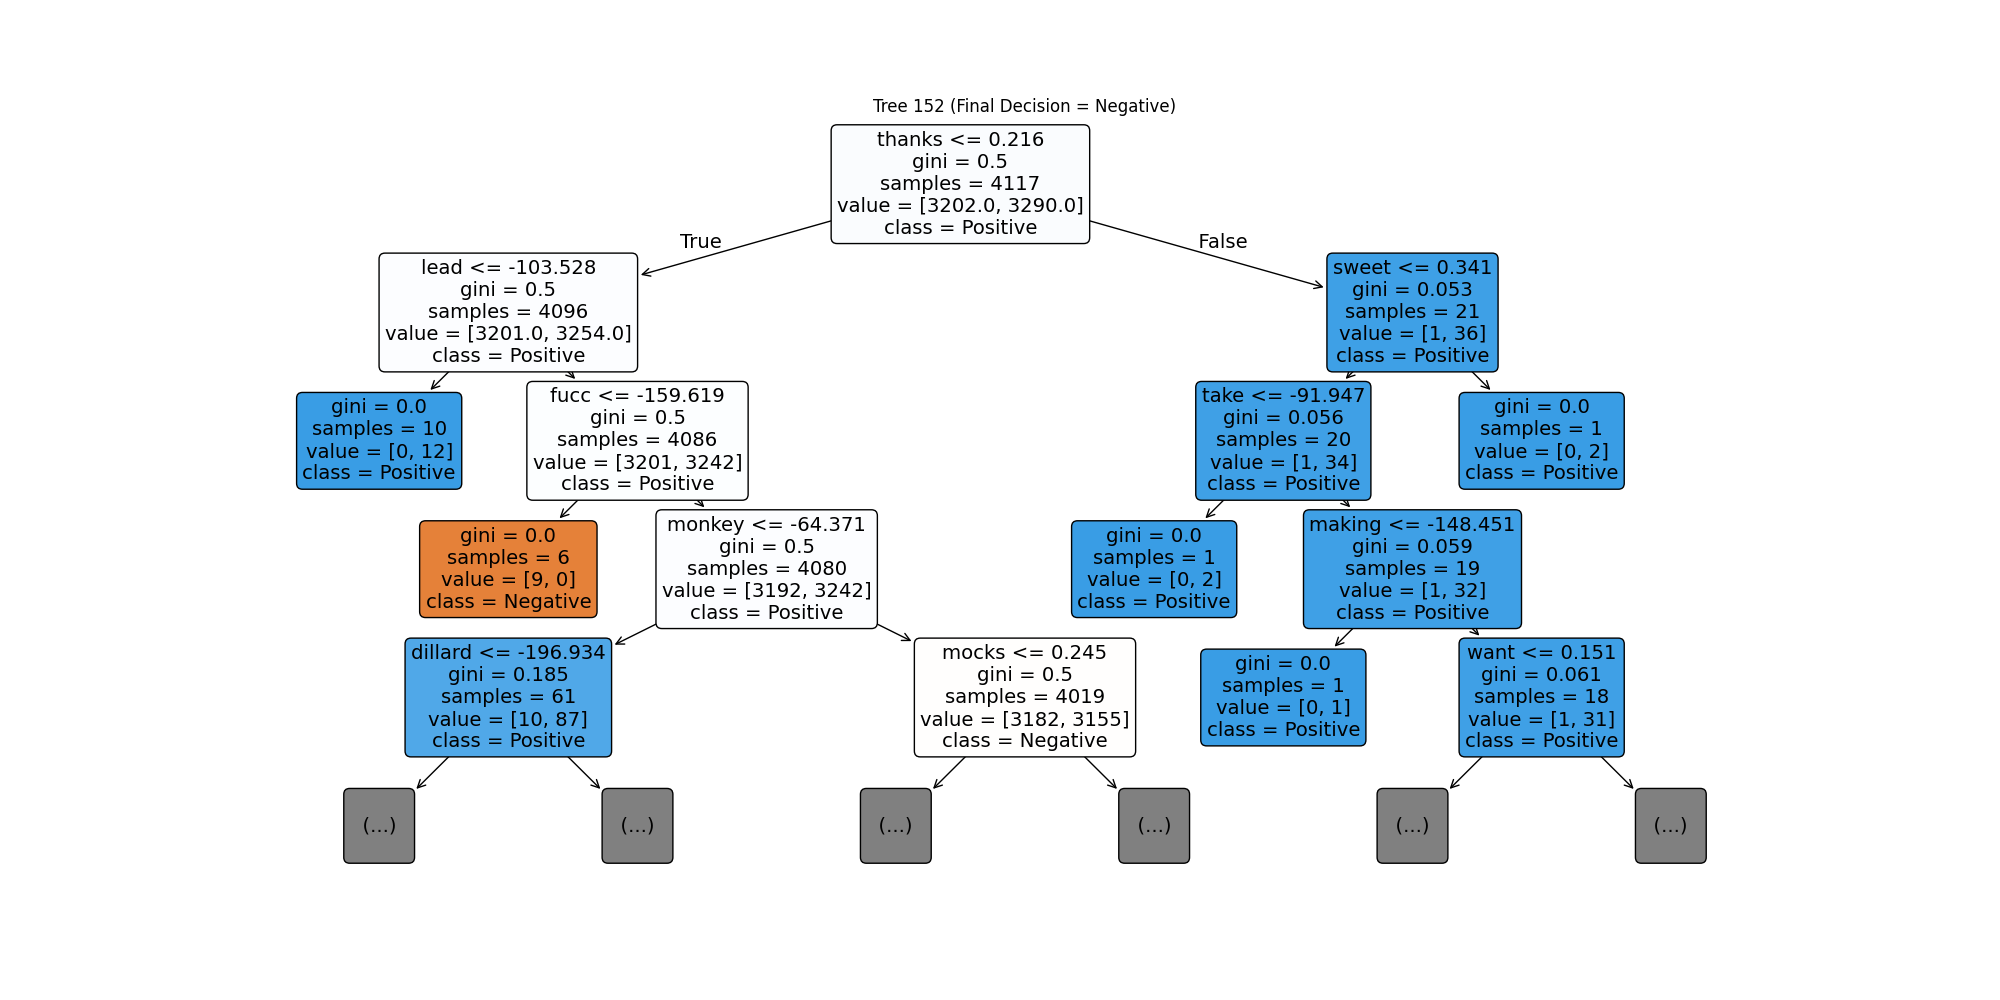 Tree 152 (Final Decision = Negative)
thanks <= 0.216
gini = 0.5
samples = 4117
value = [3202.0, 3290.0]
class = Positive
True
False
lead <= -103.528
gini = 0.5
samples = 4096
value = [3201.0, 3254.0]
class = Positive
sweet <= 0.341
gini = 0.053
samples = 21
value = [1, 36]
class = Positive
gini = 0.0
samples = 10
value = [0, 12]
class = Positive
fucc <= -159.619
gini = 0.5
samples = 4086
value = [3201, 3242]
class = Positive
take <= -91.947
gini = 0.056
samples = 20
value = [1, 34]
class = Positive
gini = 0.0
samples = 1
value = [0, 2]
class = Positive
gini = 0.0
samples = 6
value = [9, 0]
class = Negative
monkey <= -64.371
gini = 0.5
samples = 4080
value = [3192, 3242]
class = Positive
gini = 0.0
samples = 1
value = [0, 2]
class = Positive
making <= -148.451
gini = 0.059
samples = 19
value = [1, 32]
class = Positive
dillard <= -196.934
gini = 0.185
samples = 61
value = [10, 87]
class = Positive
mocks <= 0.245
gini = 0.5
samples = 4019
value = [3182, 3155]
class = Negative
gini = 0.0
samples = 1
value = [0, 1]
class = Positive
want <= 0.151
gini = 0.061
samples = 18
value = [1, 31]
class = Positive
(...)
(...)
(...)
(...)
(...)
(...)